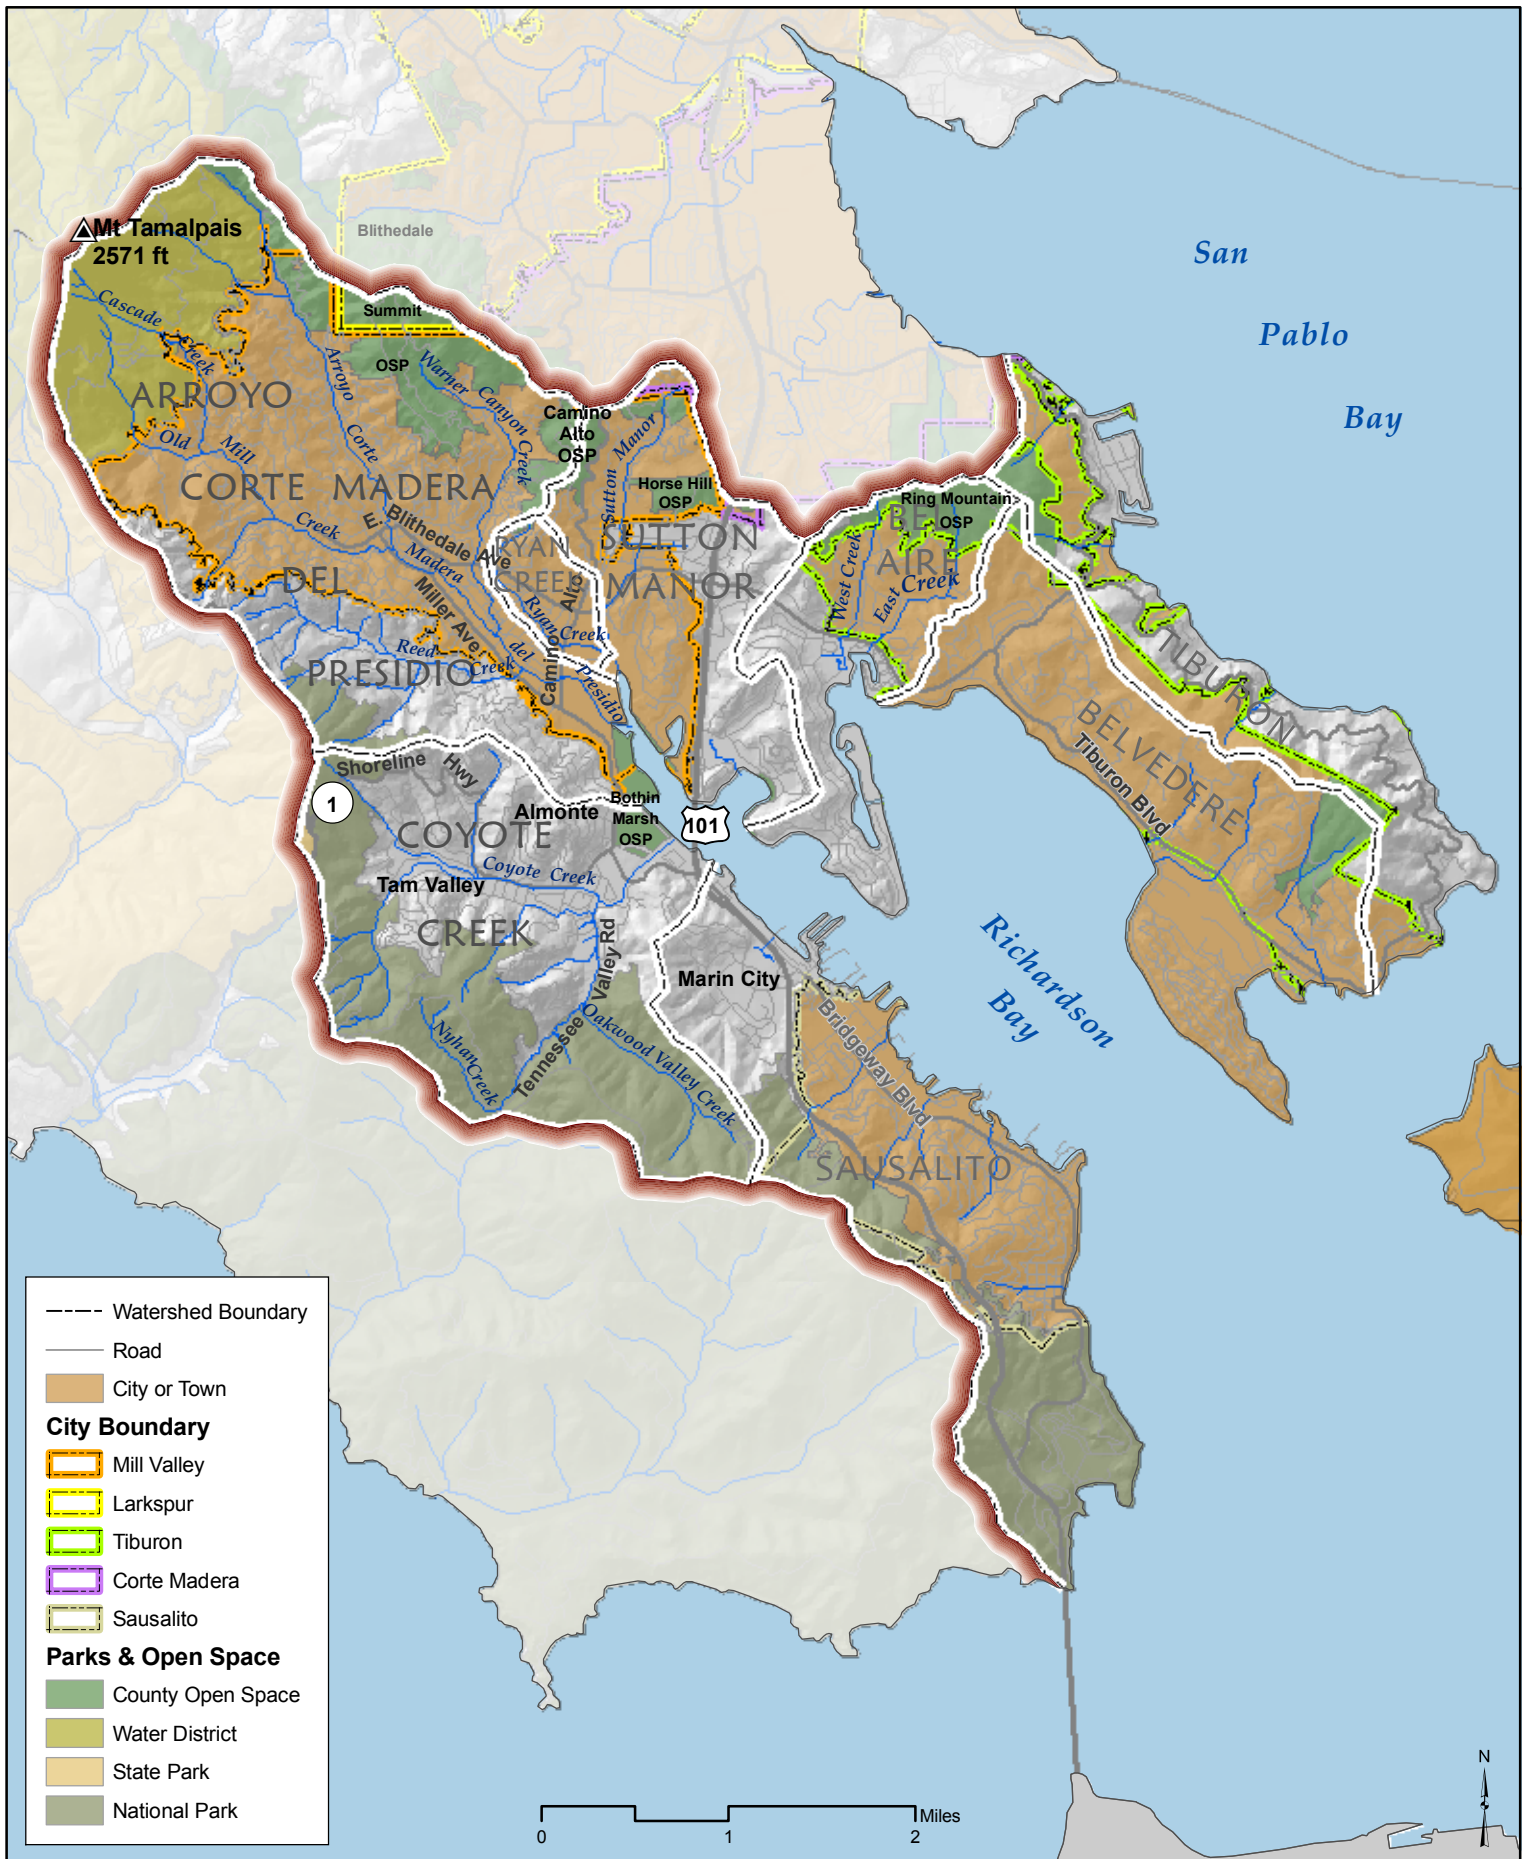 San
Pablo
Bay
Mt Tamalpais
2571 ft
Blithedale
Summit
OSP
Cascade
Creek
ARROYO
Old
Mill
Creek
Arroyo
Corte
Madera
del
Presidio
Warner
Canyon
Creek
Camino
Alto
OSP
Sutton
Manor
Horse Hill
OSP
CORTE MADERA
E. Blithedale Ave
RYAN
CREEK
SUTTON
MANOR
Ring Mountain
OSP
BEL
AIRE
West Creek
East Creek
DEL
Miller Ave
Ryan
Creek
Camino
Alto
Reed
Creek
PRESIDIO
TIBURON
BELVEDERE
Tiburon Blvd
Shoreline
Hwy
1
Almonte
Bothin
Marsh
OSP
101
COYOTE
Coyote Creek
Tam Valley
CREEK
Tennessee Valley Rd
Marin City
Richardson
Bay
Nyhan
Creek
Oakwood Valley Creek
Bridgeway Blvd
SAUSALITO
Watershed Boundary
Road
City or Town
City Boundary
Mill Valley
Larkspur
Tiburon
Corte Madera
Sausalito
Parks & Open Space
County Open Space
Water District
State Park
National Park
Miles
0 1 2
N